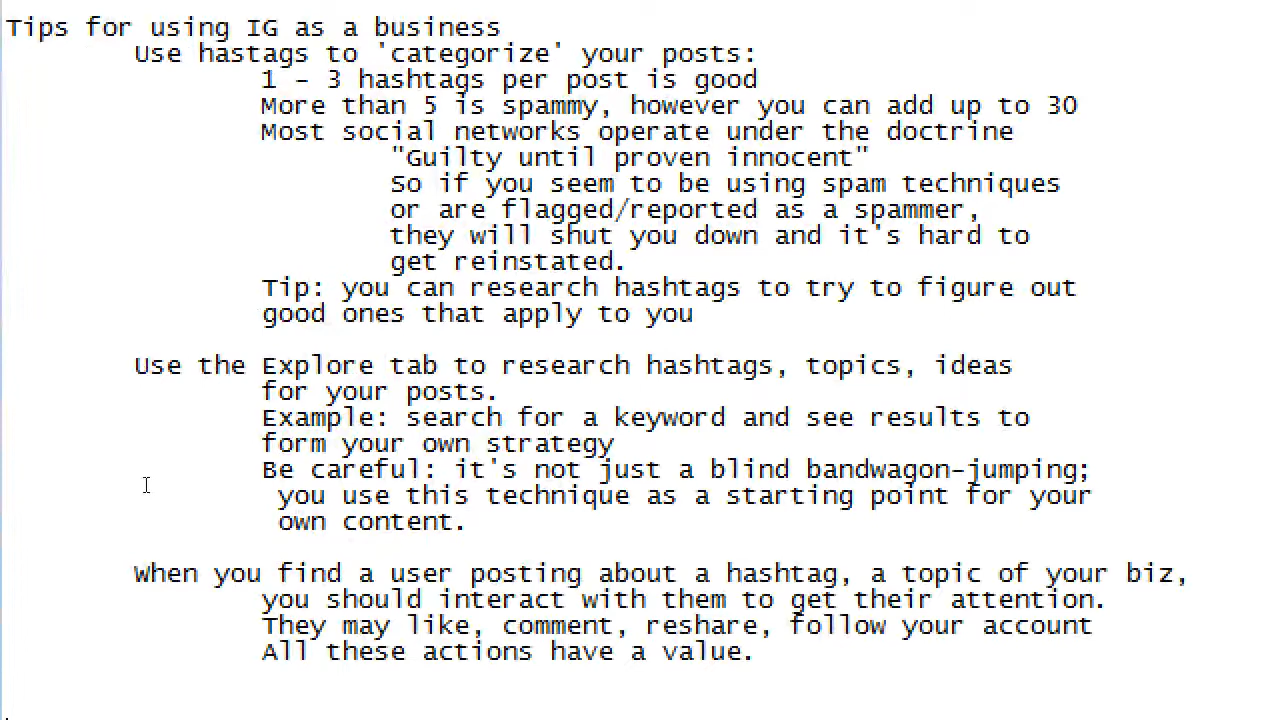 Tips for using IG as a business
Use hastags to 'categorize' your posts:
1 - 3 hashtags per post is good
More than 5 is spammy, however you can add up to 30
Most social networks operate under the doctrine
"Guilty until proven innocent"
So if you seem to be using spam techniques
or are flagged/reported as a spammer,
they will shut you down and it's hard to
get reinstated.
Tip: you can research hashtags to try to figure out
good ones that apply to you
Use the Explore tab to research hashtags, topics, ideas
for your posts.
Example: search for a keyword and see results to
form your own strategy
Be careful: it's not just a blind bandwagon-jumping;
you use this technique as a starting point for your
own content.
When you find a user posting about a hashtag, a topic of your biz,
you should interact with them to get their attention.
They may like, comment, reshare, follow your account
All these actions have a value.